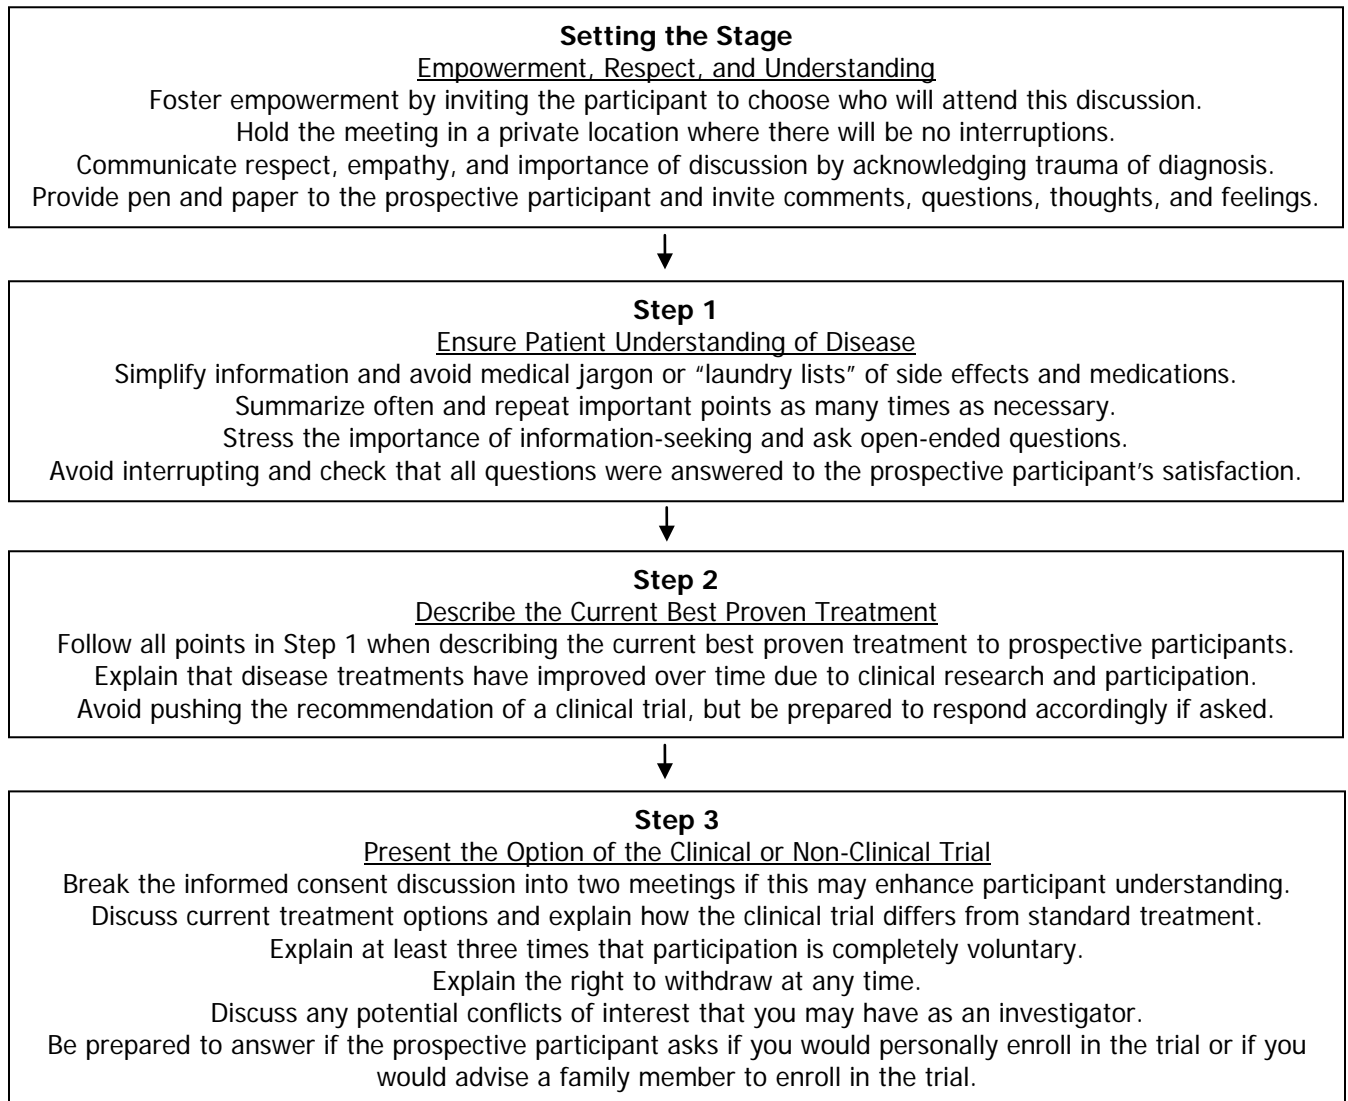 Setting the Stage
Empowerment, Respect, and Understanding
Foster empowerment by inviting the participant to choose who will attend this discussion.
Hold the meeting in a private location where there will be no interruptions.
Communicate respect, empathy, and importance of discussion by acknowledging trauma of diagnosis.
Provide pen and paper to the prospective participant and invite comments, questions, thoughts, and feelings.
Step 1
Ensure Patient Understanding of Disease
Simplify information and avoid medical jargon or “laundry lists” of side effects and medications.
Summarize often and repeat important points as many times as necessary.
Stress the importance of information-seeking and ask open-ended questions.
Avoid interrupting and check that all questions were answered to the prospective participant’s satisfaction.
Step 2
Describe the Current Best Proven Treatment
Follow all points in Step 1 when describing the current best proven treatment to prospective participants.
Explain that disease treatments have improved over time due to clinical research and participation.
Avoid pushing the recommendation of a clinical trial, but be prepared to respond accordingly if asked.
Step 3
Present the Option of the Clinical or Non-Clinical Trial
Break the informed consent discussion into two meetings if this may enhance participant understanding.
Discuss current treatment options and explain how the clinical trial differs from standard treatment.
Explain at least three times that participation is completely voluntary.
Explain the right to withdraw at any time.
Discuss any potential conflicts of interest that you may have as an investigator.
Be prepared to answer if the prospective participant asks if you would personally enroll in the trial or if you
would advise a family member to enroll in the trial.